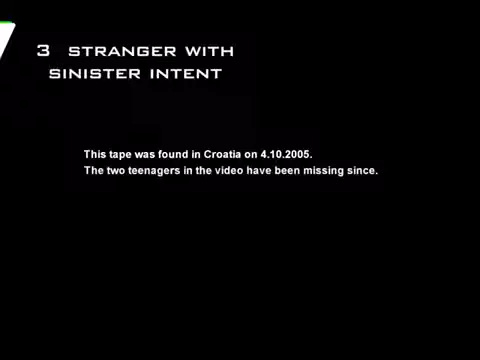 3 STRANGER WITH
SINISTER INTENT
This tape was found in Croatia on 4.10.2005.
The two teenagers in the video have been missing since.